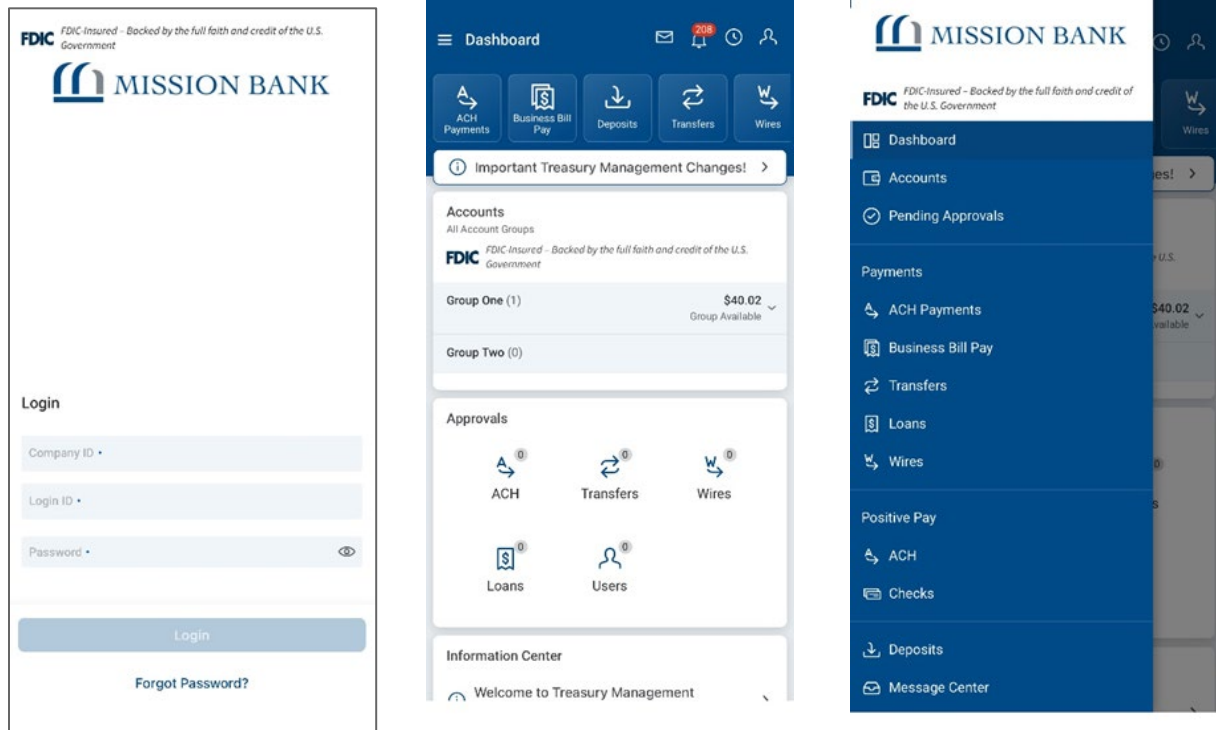 FDIC FDIC-Insured - Backed by the full faith and credit of the U.S.
Government
MISSION BANK
Login
Company ID •
Login ID •
Password •
Login
Forgot Password?
Dashboard
208
ACH
Payments
Business Bill
Pay
Deposits
Transfers
Wires
Important Treasury Management Changes!
Accounts
All Account Groups
FDIC FDIC-Insured - Backed by the full faith and credit of the U.S.
Government
Group One (1) $40.02
Group Available
Group Two (0)
Approvals
0 0 0
ACH Transfers Wires
0 0
Loans Users
Information Center
Welcome to Treasury Management
MISSION BANK
FDIC FDIC-Insured – Backed by the full faith and credit of
the U.S. Government
Dashboard
Accounts
Pending Approvals
Payments
ACH Payments
Business Bill Pay
Transfers
Loans
Wires
Positive Pay
ACH
Checks
Deposits
Message Center
Wires
es!
U.S.
$40.02
vailable
0
s